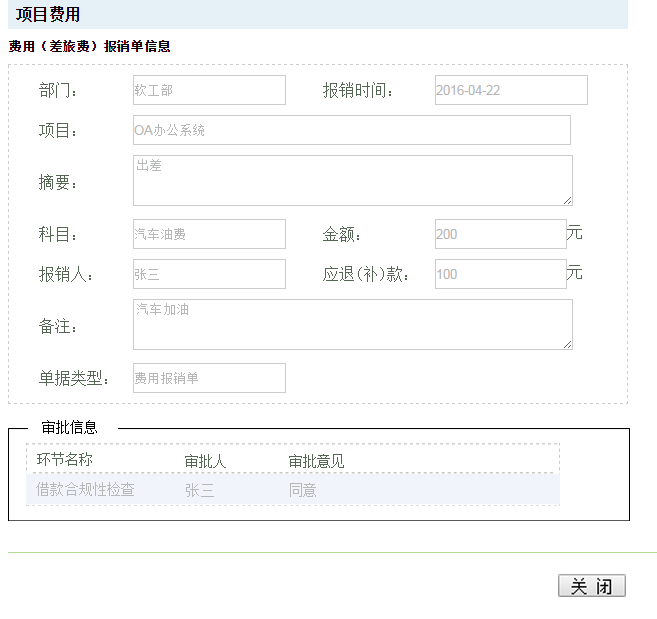 项目费用
费用（差旅费）报销单信息
部门： 软工部 报销时间： 2016-04-22
项目： OA办公系统
摘要： 出差
科目： 汽车油费 金额： 200 元
报销人： 张三 应退(补)款： 100 元
备注： 汽车加油
单据类型： 费用报销单
审批信息
环节名称 审批人 审批意见
借款合规性检查 张三 同意
关 闭